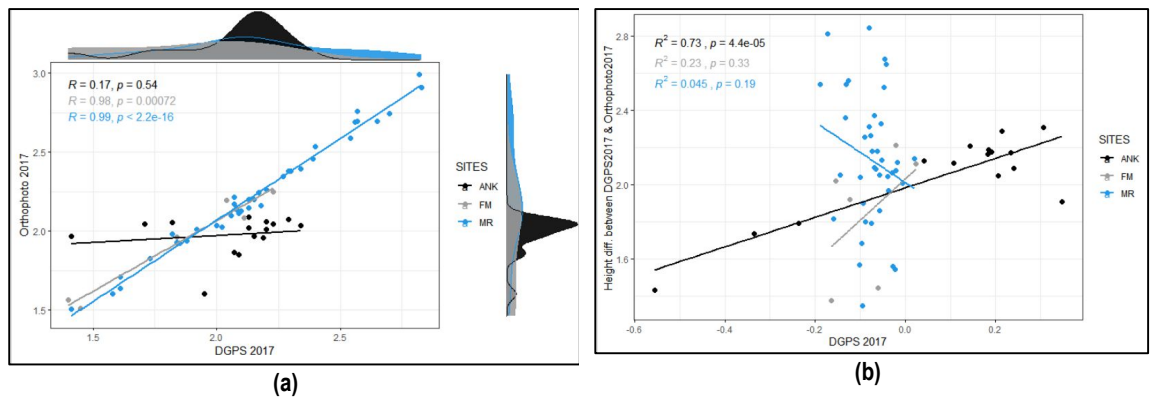 R = 0.17, p = 0.54
R = 0.98, p = 0.00072
R = 0.99, p < 2.2e-16
3.0
2.5
2.0
1.5
Orthophoto 2017
1.5
2.0
2.5
DGPS 2017
SITES
ANK
FM
MR
(a)
R² = 0.73 , p = 4.4e-05
R² = 0.23 , p = 0.33
R² = 0.045 , p = 0.19
2.8
2.4
2.0
1.6
Height diff. between DGPS2017 & Orthophoto2017
-0.6
-0.4
-0.2
0.0
0.2
DGPS 2017
SITES
ANK
FM
MR
(b)